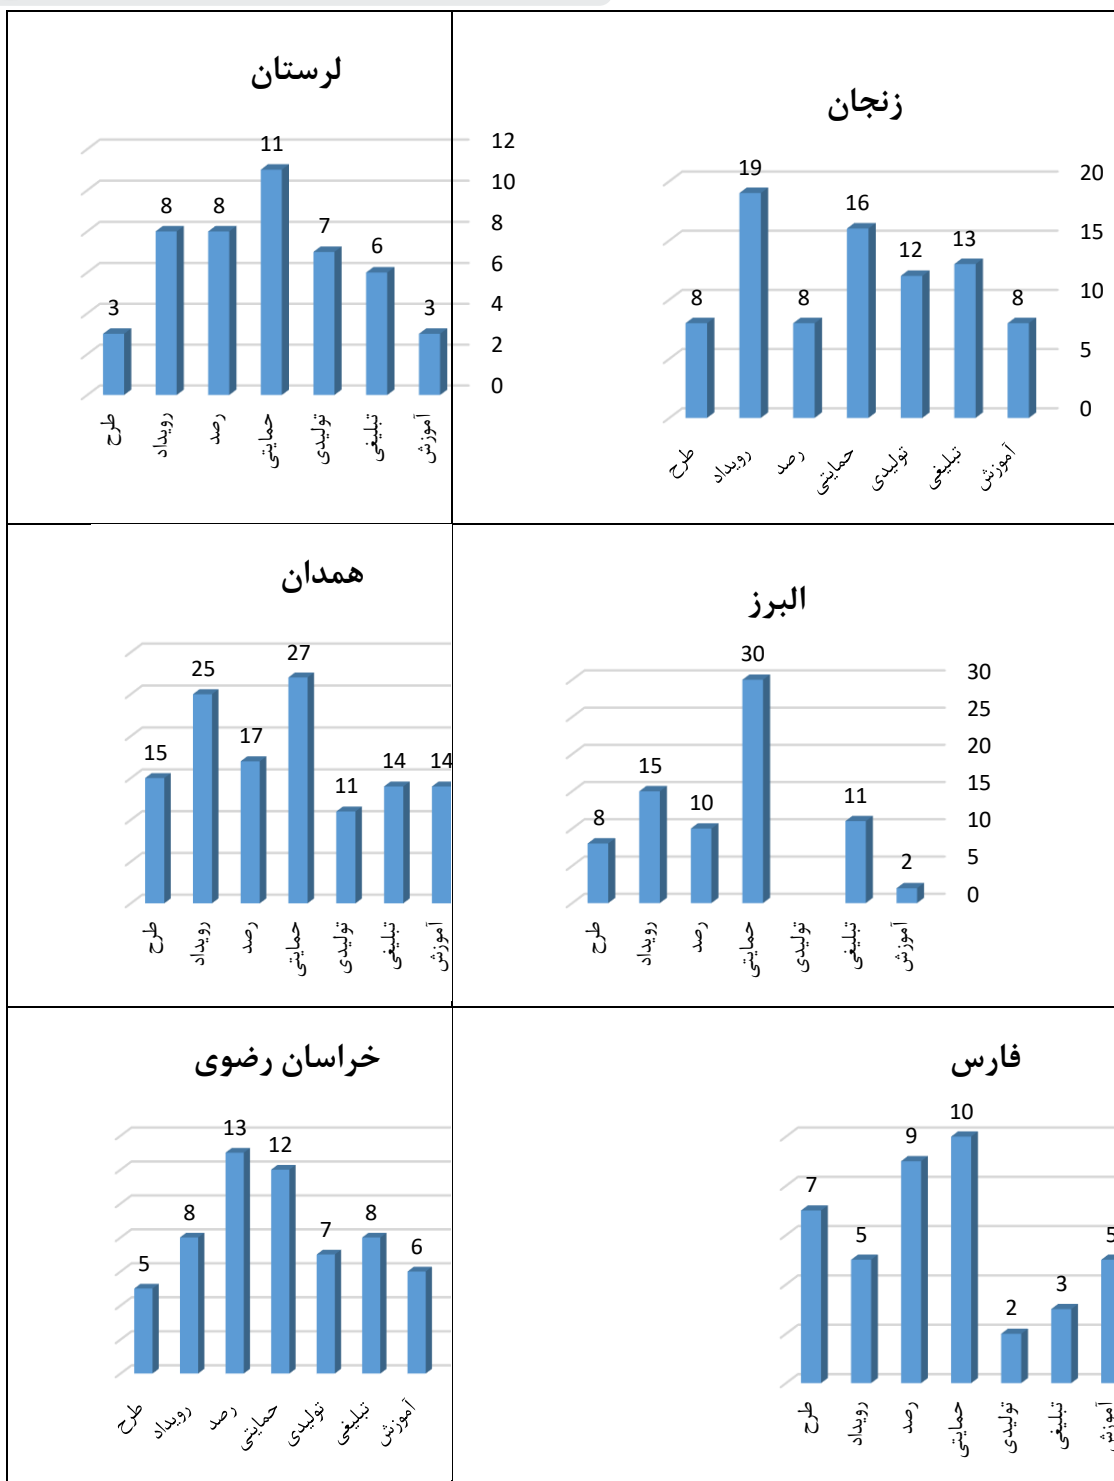 زنجان
20
15
10
5
0
8
19
8
16
12
13
8
طرح
رویداد
رصد
حمایتی
تولیدی
تبلیغی
آموزش
لرستان
12
10
8
6
4
2
0
3
8
8
11
7
6
3
طرح
رویداد
رصد
حمایتی
تولیدی
تبلیغی
آموزش
البرز
30
25
20
15
10
5
0
8
15
10
30
11
2
طرح
رویداد
رصد
حمایتی
تولیدی
تبلیغی
آموزش
همدان
15
25
17
27
11
14
14
طرح
رویداد
رصد
حمایتی
تولیدی
تبلیغی
آموزش
فارس
7
5
9
10
2
3
5
طرح
رویداد
رصد
حمایتی
تولیدی
تبلیغی
آموزش
خراسان رضوی
5
8
13
12
7
8
6
طرح
رویداد
رصد
حمایتی
تولیدی
تبلیغی
آموزش